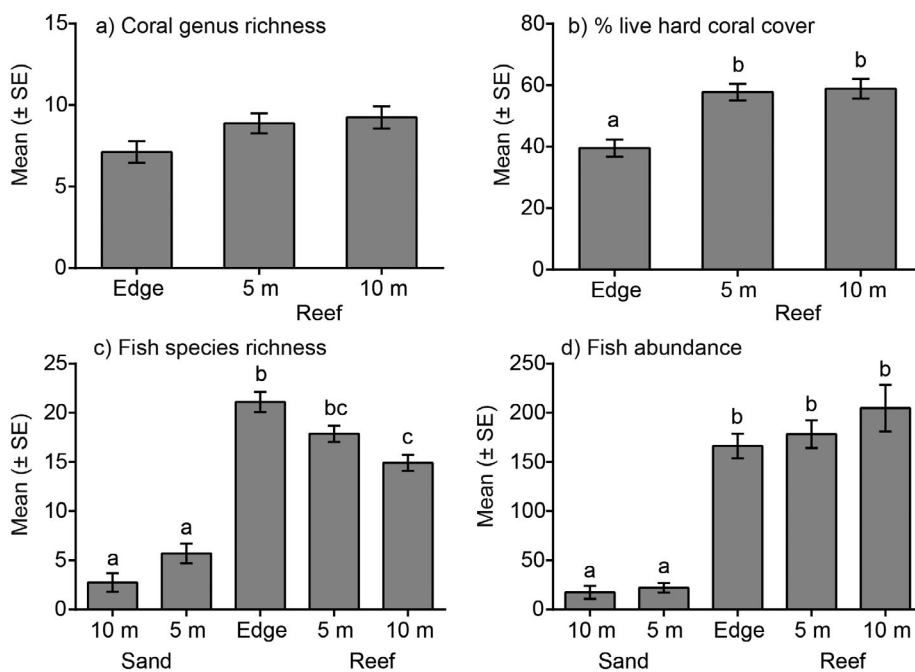 a) Coral genus richness
Mean (± SE)
15
10
5
0
Edge
5 m
10 m
Reef
b) % live hard coral cover
Mean (± SE)
80
60
40
20
0
a
b
b
Edge
5 m
10 m
Reef
c) Fish species richness
Mean (± SE)
25
20
15
10
5
0
a
a
b
bc
c
10 m
5 m
Edge
5 m
10 m
Sand
Reef
d) Fish abundance
Mean (± SE)
250
200
150
100
50
0
a
a
b
b
b
10 m
5 m
Edge
5 m
10 m
Sand
Reef